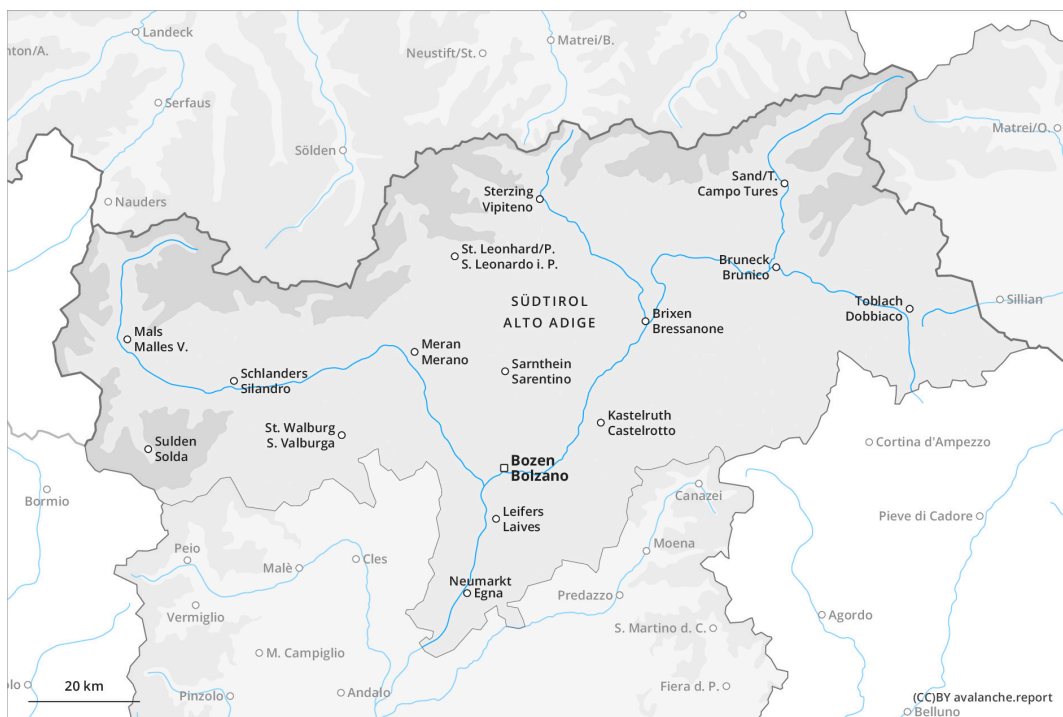 Landeck
nton/A.
Matrei/B.
Neustift/St.
Serfaus
Matrei/O.
Sölden
Sand/T.
Campo Tures
Sterzing
Vipiteno
Nauders
St. Leonhard/P.
S. Leonardo i. P.
Bruneck
Brunico
SÜDTIROL
ALTO ADIGE
Toblach
Dobbiaco
Sillian
Brixen
Bressanone
Mals
Malles V.
Meran
Merano
Sarnthein
Sarentino
Schlanders
Silandro
Kastelruth
Castelrotto
St. Walburg
S. Valburga
Sulden
Solda
Cortina d'Ampezzo
Bozen
Bolzano
Bormio
Canazei
Leifers
Laives
Pieve di Cadore
Moena
Peio
Cles
Malè
Neumarkt
Egna
Predazzo
Vermiglio
Agordo
S. Martino d. C.
M. Campiglio
olo
20 km
Pinzolo
Andalo
Fiera d. P.
(CC)BY avalanche.report
Belluno